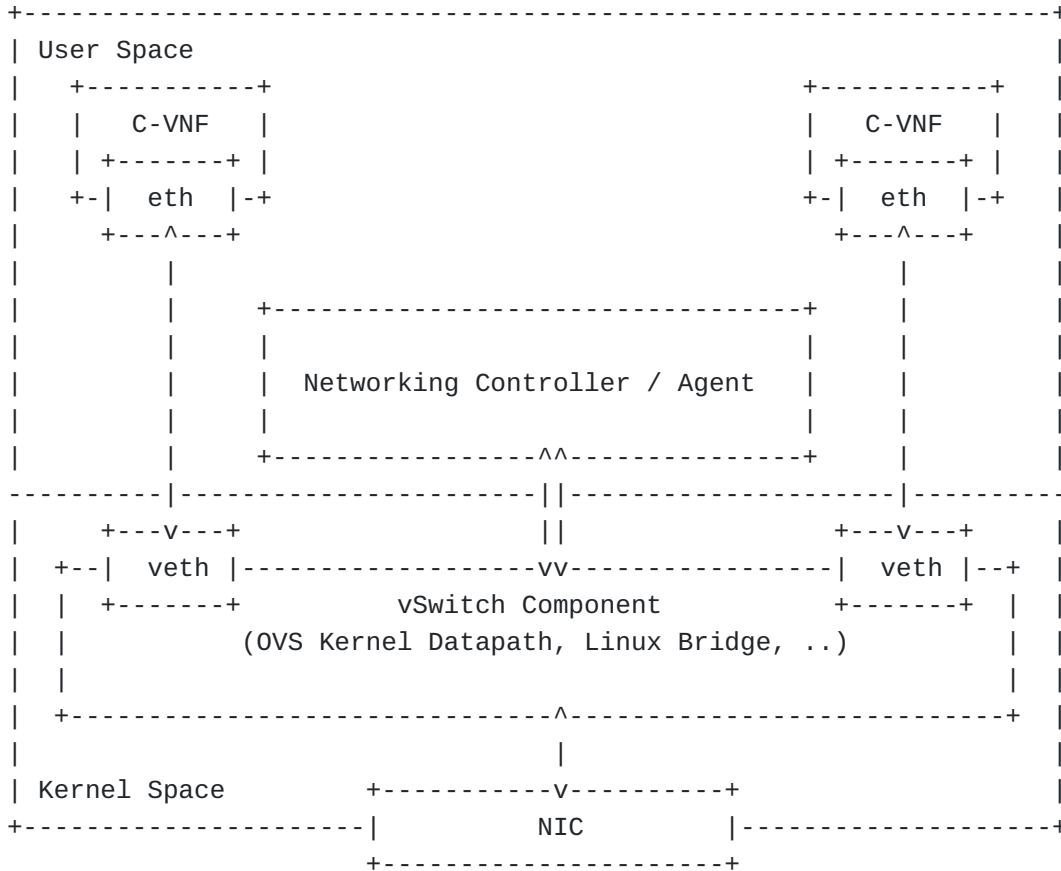 User Space
C-VNF C-VNF
eth eth
Networking Controller / Agent
veth veth
vSwitch Component
(OVS Kernel Datapath, Linux Bridge, ..)
Kernel Space
NIC